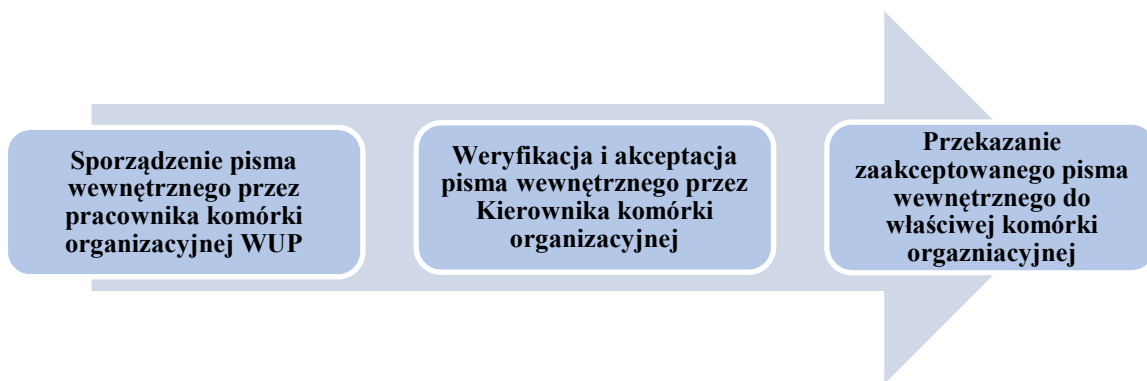 Sporządzenie pisma
wewnętrznego przez
pracownika komórki
organizacyjnej WUP
Weryfikacja i akceptacja
pisma wewnętrznego przez
Kierownika komórki
organizacyjnej
Przekazanie
zaakceptowanego pisma
wewnętrznego do
właściwej komórki
orgazniacyjnej